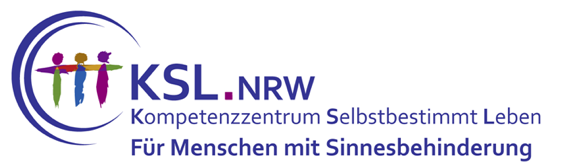 KSL.NRW
Kompetenzzentrum Selbstbestimmt Leben
Für Menschen mit Sinnesbehinderung